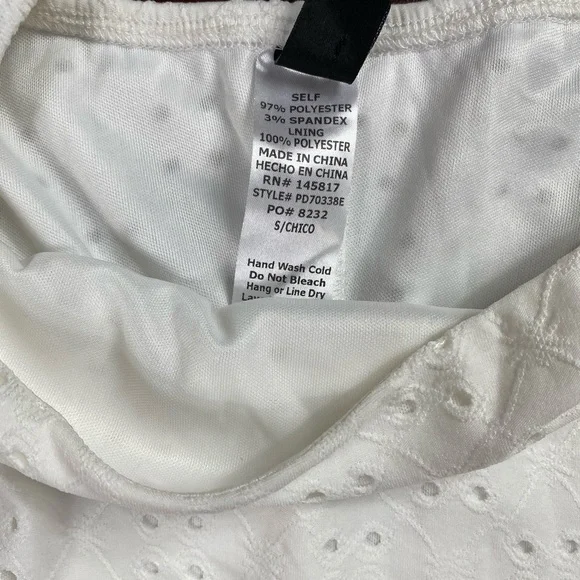 SELF
97% POLYESTER
3% SPANDEX
LNING
100% POLYESTER
MADE IN CHINA
HECHO EN CHINA
RN# 145817
STYLE# PD70338E
PO# 8232
S/CHICO
Hand Wash Cold
Do Not Bleach
Hang or Line Dry